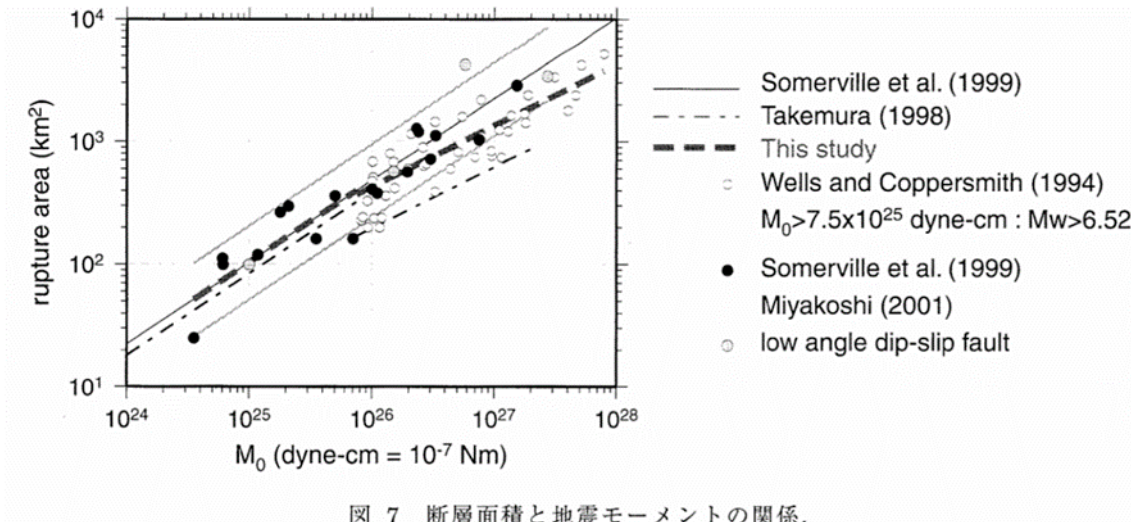 10⁴
10³
10²
10¹
rupture area (km²)
10²⁴
10²⁵
10²⁶
10²⁷
10²⁸
M₀ (dyne-cm = 10⁻⁷ Nm)
Somerville et al. (1999)
Takemura (1998)
This study
Wells and Coppersmith (1994)
M₀>7.5x10²⁵ dyne-cm : Mw>6.52
Somerville et al. (1999)
Miyakoshi (2001)
low angle dip-slip fault
図 7 断層面積と地震モーメントの関係.